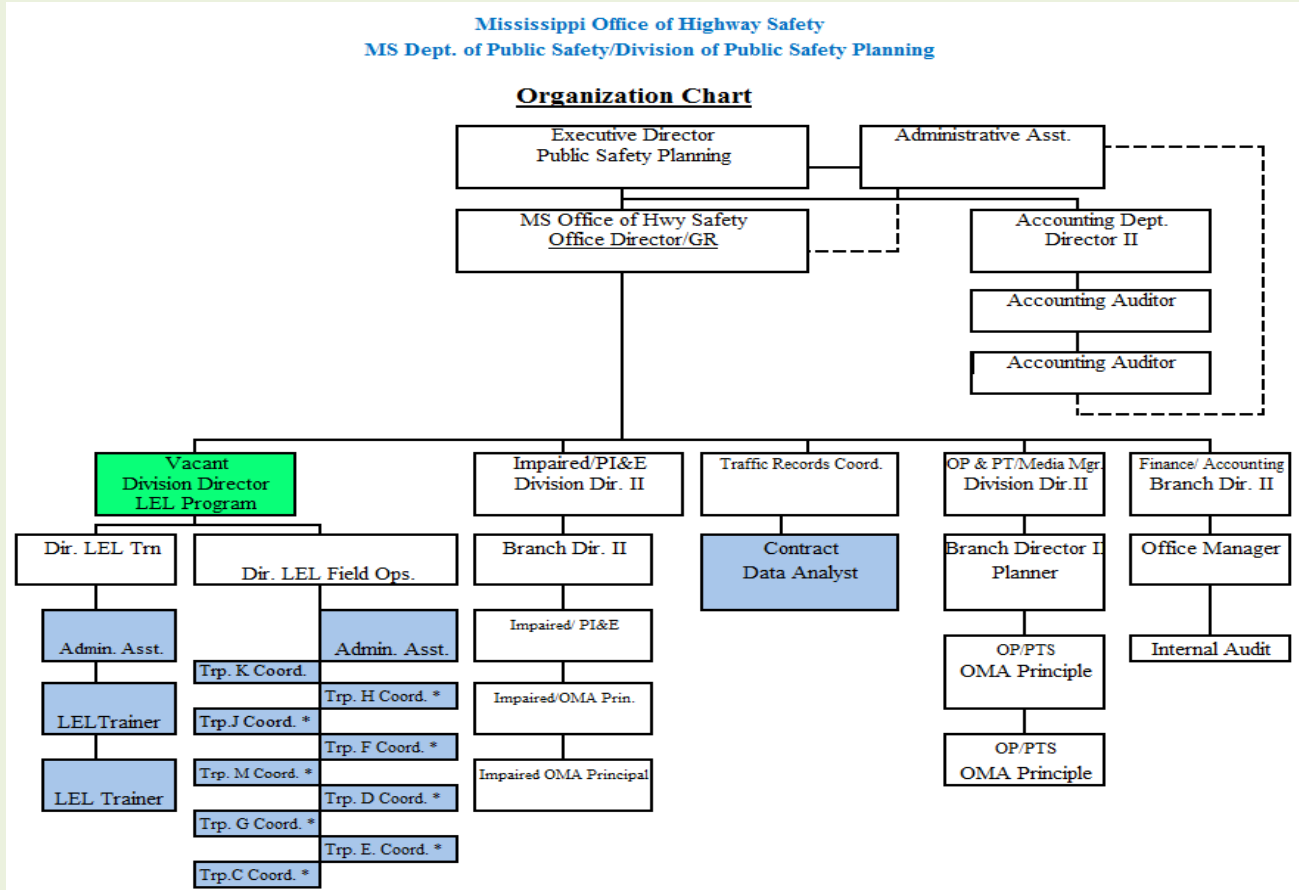 Mississippi Office of Highway Safety
MS Dept. of Public Safety/Division of Public Safety Planning
Organization Chart
Executive Director
Public Safety Planning
Administrative Asst.
MS Office of Hwy Safety
Office Director/GR
Accounting Dept.
Director II
Accounting Auditor
Accounting Auditor
Vacant
Division Director
LEL Program
Impaired/PI&E
Division Dir. II
Traffic Records Coord.
OP & PT/Media Mgr.
Division Dir.II
Finance/ Accounting
Branch Dir. II
Dir. LEL Trn
Dir. LEL Field Ops.
Branch Dir. II
Contract
Data Analyst
Branch Director II
Planner
Office Manager
Admin. Asst.
Admin. Asst.
Impaired/ PI&E
OP/PTS
OMA Principle
Internal Audit
Trp. K Coord.
Trp. H Coord. *
LELTrainer
Trp.J Coord. *
Impaired/OMA Prin.
Trp. F Coord. *
OP/PTS
OMA Principle
LEL Trainer
Trp. M Coord. *
Impaired OMA Principal
Trp. D Coord. *
Trp. G Coord. *
Trp. E. Coord. *
Trp.C Coord. *